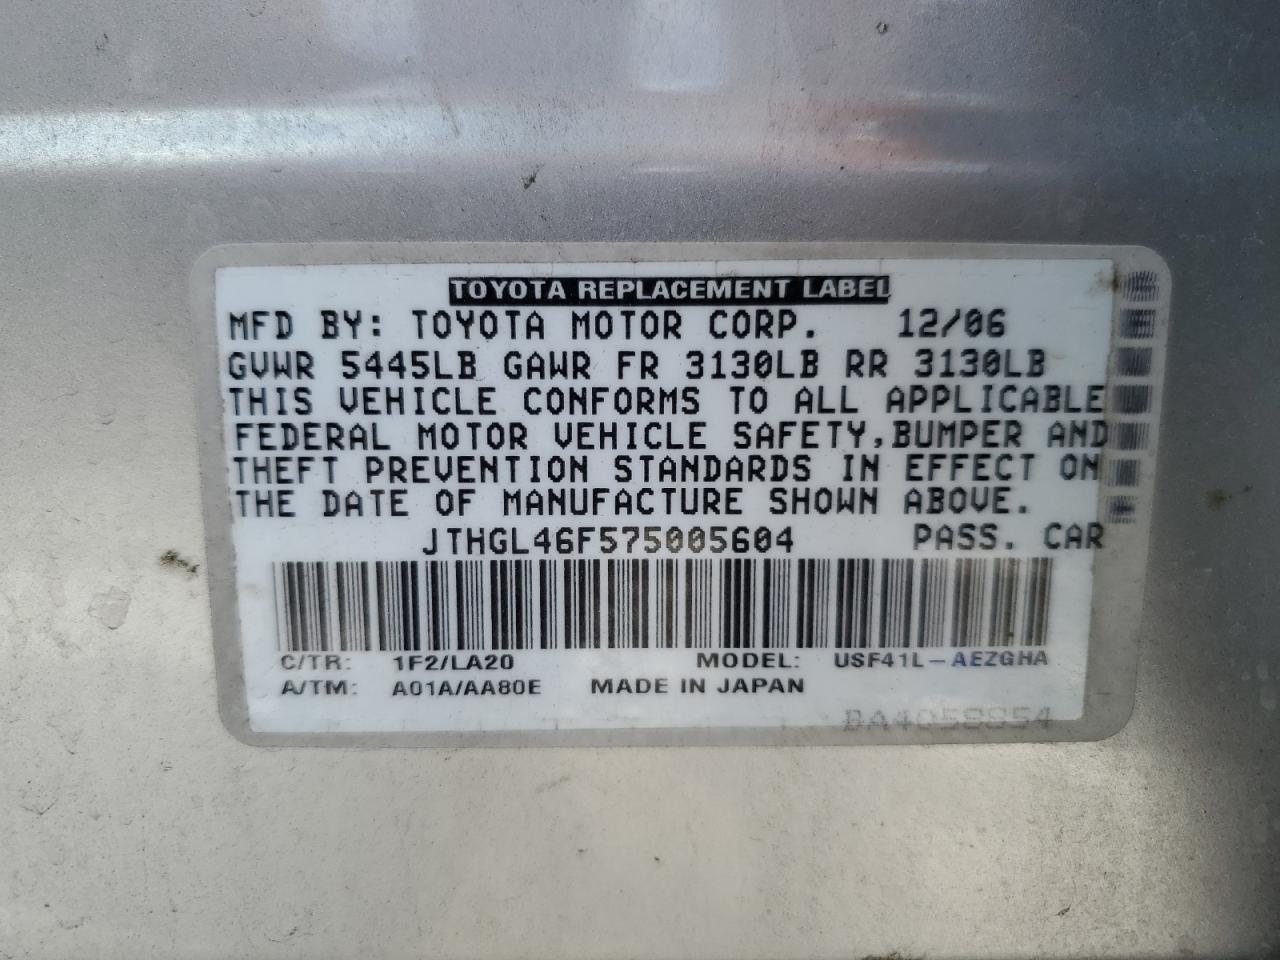 TOYOTA REPLACEMENT LABEL
MFD BY: TOYOTA MOTOR CORP. 12/06
GVWR 5445LB GAWR FR 3130LB RR 3130LB
THIS VEHICLE CONFORMS TO ALL APPLICABLE
FEDERAL MOTOR VEHICLE SAFETY,BUMPER AND
THEFT PREVENTION STANDARDS IN EFFECT ON
THE DATE OF MANUFACTURE SHOWN ABOVE.
JTHGL46F575005604 PASS. CAR
C/TR: 1F2/LA20 MODEL: USF41L-AEZGHA
A/TM: A01A/AA80E MADE IN JAPAN